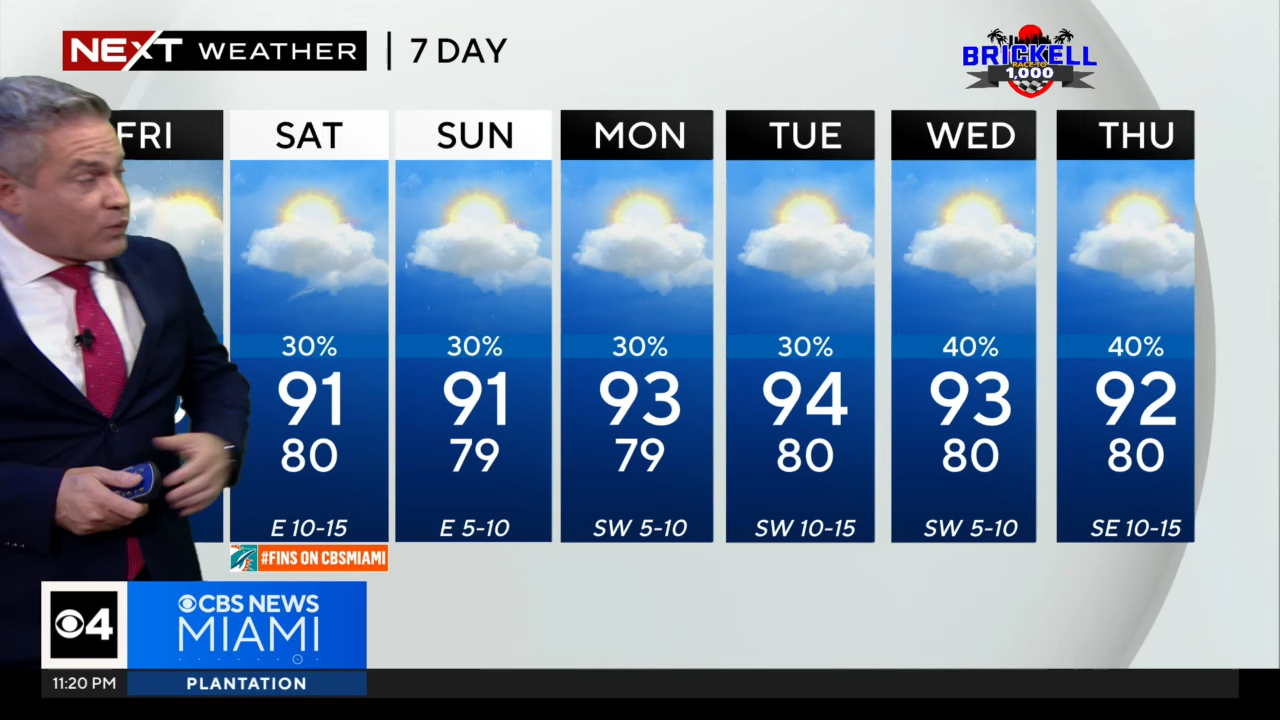 NEXT WEATHER | 7 DAY
BRICKELL
RACE TO
1,000
FRI SAT SUN MON TUE WED THU
30% 30% 30% 30% 40% 40%
91 91 93 94 93 92
80 79 79 80 80 80
E 10-15 E 5-10 SW 5-10 SW 10-15 SW 5-10 SE 10-15
#FINS ON CBSMIAMI
4 CBS NEWS
MIAMI
11:20 PM PLANTATION